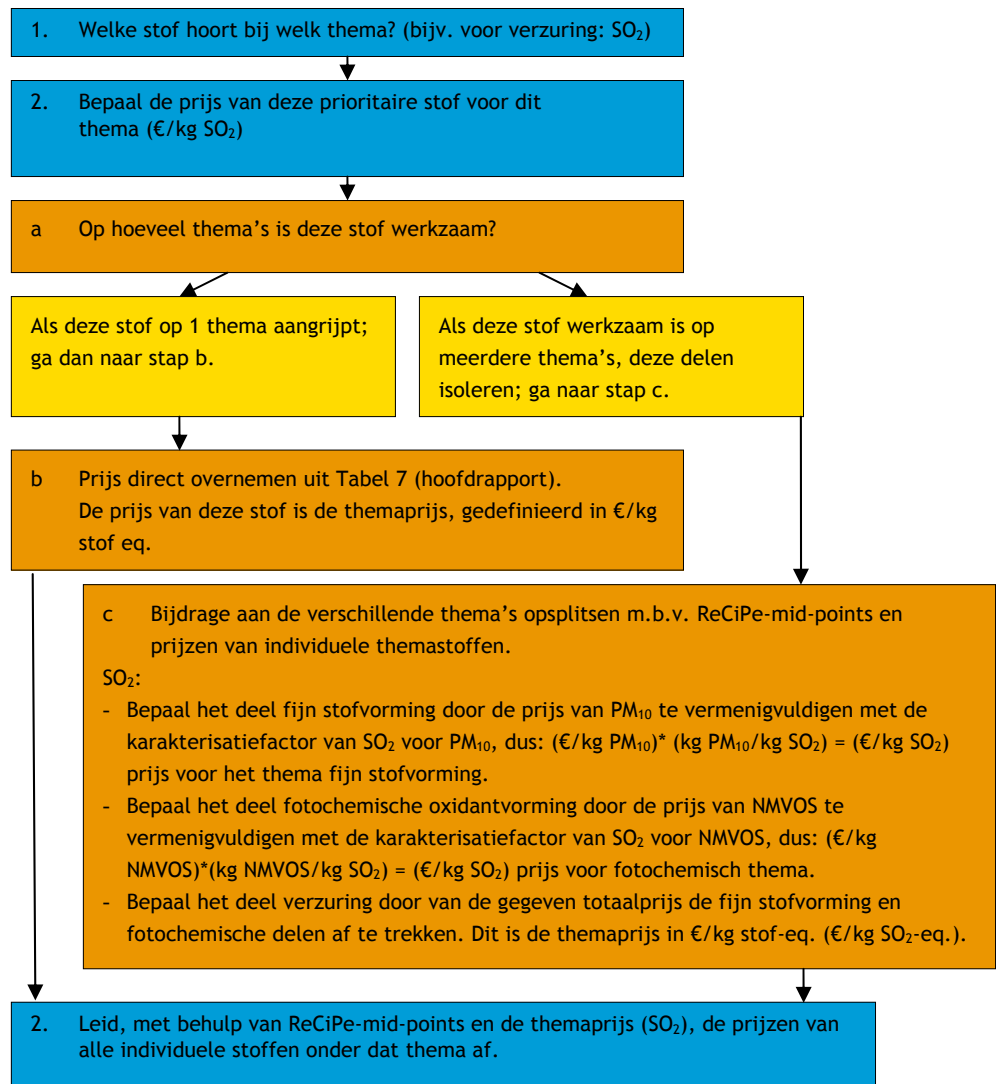 1. Welke stof hoort bij welk thema? (bijv. voor verzuring: SO₂)
2. Bepaal de prijs van deze prioritaire stof voor dit
thema (€/kg SO₂)
a Op hoeveel thema’s is deze stof werkzaam?
Als deze stof op 1 thema aangrijpt;
ga dan naar stap b.
Als deze stof werkzaam is op
meerdere thema’s, deze delen
isoleren; ga naar stap c.
b Prijs direct overnemen uit Tabel 7 (hoofdrapport).
De prijs van deze stof is de themaprijs, gedefinieerd in €/kg
stof eq.
c Bijdrage aan de verschillende thema’s opsplitsen m.b.v. ReCiPe-mid-points en
prijzen van individuele themastoffen.
SO₂:
- Bepaal het deel fijn stofvorming door de prijs van PM₁₀ te vermenigvuldigen met de
karakterisatiefactor van SO₂ voor PM₁₀, dus: (€/kg PM₁₀)* (kg PM₁₀/kg SO₂) = (€/kg SO₂)
prijs voor het thema fijn stofvorming.
- Bepaal het deel fotochemische oxidantvorming door de prijs van NMVOS te
vermenigvuldigen met de karakterisatiefactor van SO₂ voor NMVOS, dus: (€/kg
NMVOS)*(kg NMVOS/kg SO₂) = (€/kg SO₂) prijs voor fotochemisch thema.
- Bepaal het deel verzuring door van de gegeven totaalprijs de fijn stofvorming en
fotochemische delen af te trekken. Dit is de themaprijs in €/kg stof-eq. (€/kg SO₂-eq.).
2. Leid, met behulp van ReCiPe-mid-points en de themaprijs (SO₂), de prijzen van
alle individuele stoffen onder dat thema af.